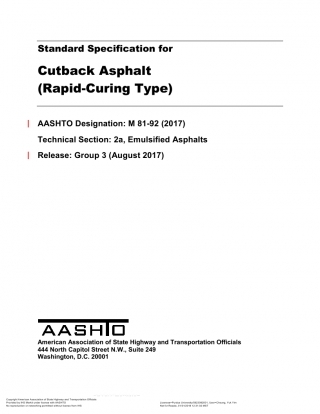 Standard Specification for
Cutback Asphalt
(Rapid-Curing Type)
AASHTO Designation: M 81-92 (2017)
Technical Section: 2a, Emulsified Asphalts
Release: Group 3 (August 2017)
AASHTO
American Association of State Highway and Transportation Officials
444 North Capitol Street N.W., Suite 249
Washington, D.C. 20001